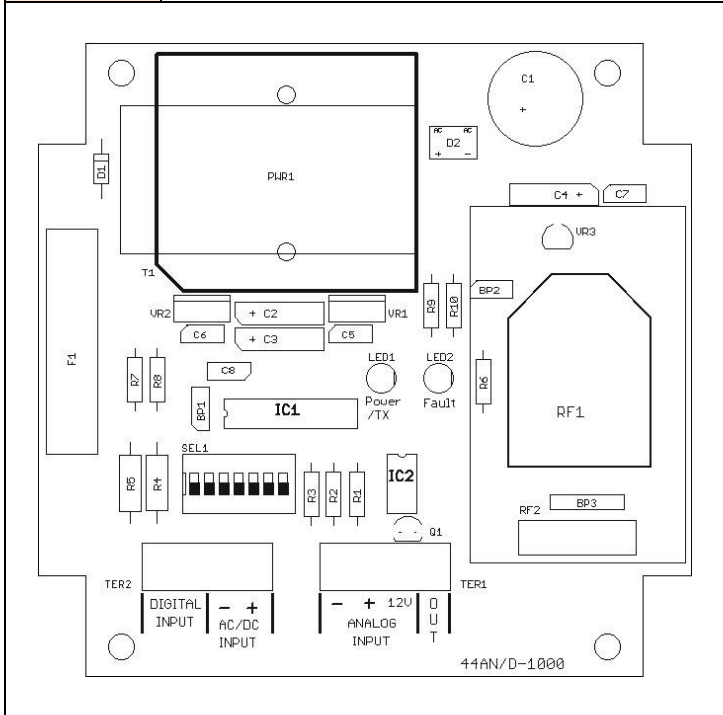 C1
+
AC AC
D2
+ -
D1
PWR1
C4 +
C7
VR3
T1
BP2
R9
R10
VR2
+ C2
VR1
C6
+ C3
C5
F1
LED1
LED2
R7
R8
C8
R6
Power
/TX
Fault
BP1
IC1
RF1
SEL1
R5
R4
R3
R2
R1
IC2
BP3
RF2
Q1
TER2
TER1
DIGITAL
INPUT
- +
AC/DC
INPUT
- + 12V
ANALOG
INPUT
OUT
44AN/D-1000